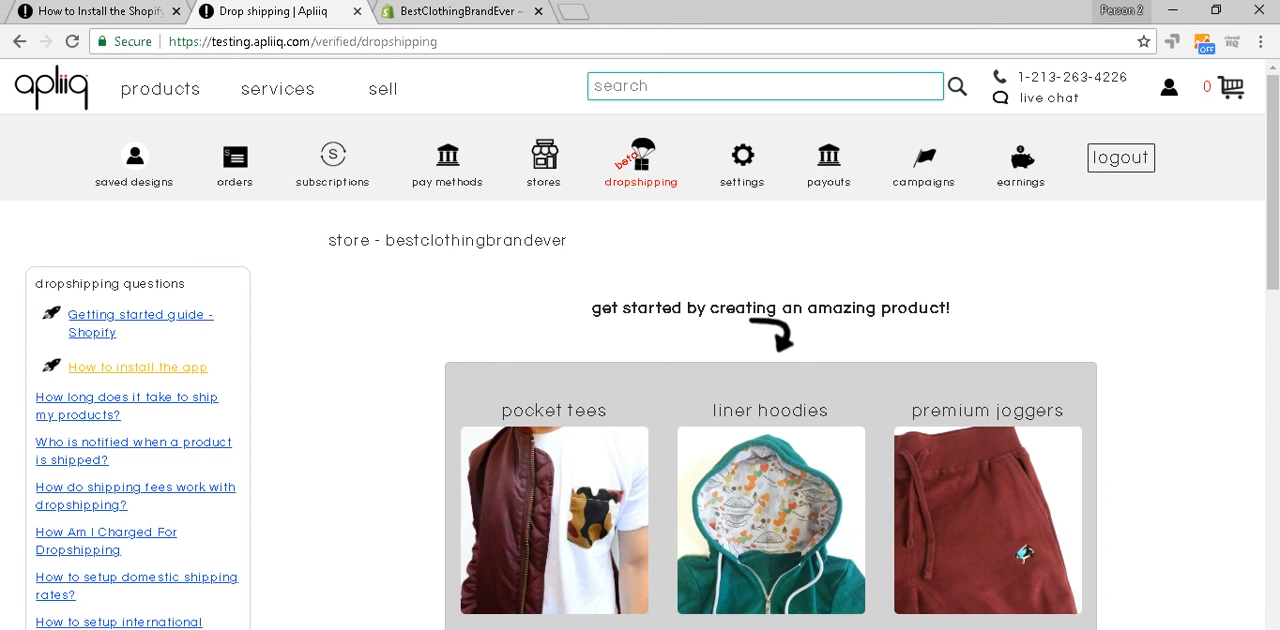 How to Install the Shopify
Drop shipping | Apliiq
BestClothingBrandEver ~
Person 2
Secure
https://testing.apliiq.com/verified/dropshipping
OFF
cloud
HQ
apliiq
products
services
sell
search
1-213-263-4226
live chat
0
saved designs
orders
subscriptions
pay methods
stores
beta
dropshipping
settings
payouts
campaigns
earnings
logout
store - bestclothingbrandever
dropshipping questions
Getting started guide -
Shopify
How to install the app
How long does it take to ship
my products?
Who is notified when a product
is shipped?
How do shipping fees work with
dropshipping?
How Am I Charged For
Dropshipping
How to setup domestic shipping
rates?
How to setup international
get started by creating an amazing product!
pocket tees
liner hoodies
premium joggers